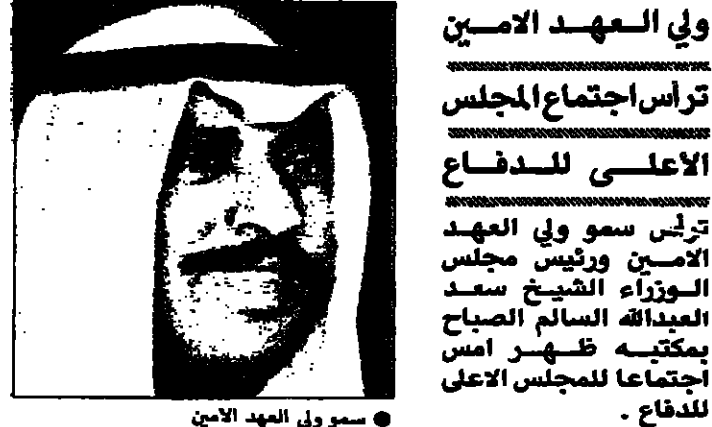 ولي العهد الامين
ترأس اجتماع المجلس
الأعلى للدفاع
ترأس سمو ولي العهد
الامين ورئيس مجلس
الوزراء الشيخ سعد
العبدالله السالم الصباح
بمكتبه ظهر امس
اجتماعا للمجلس الاعلى
للدفاع .
● سمو ولي العهد الامين